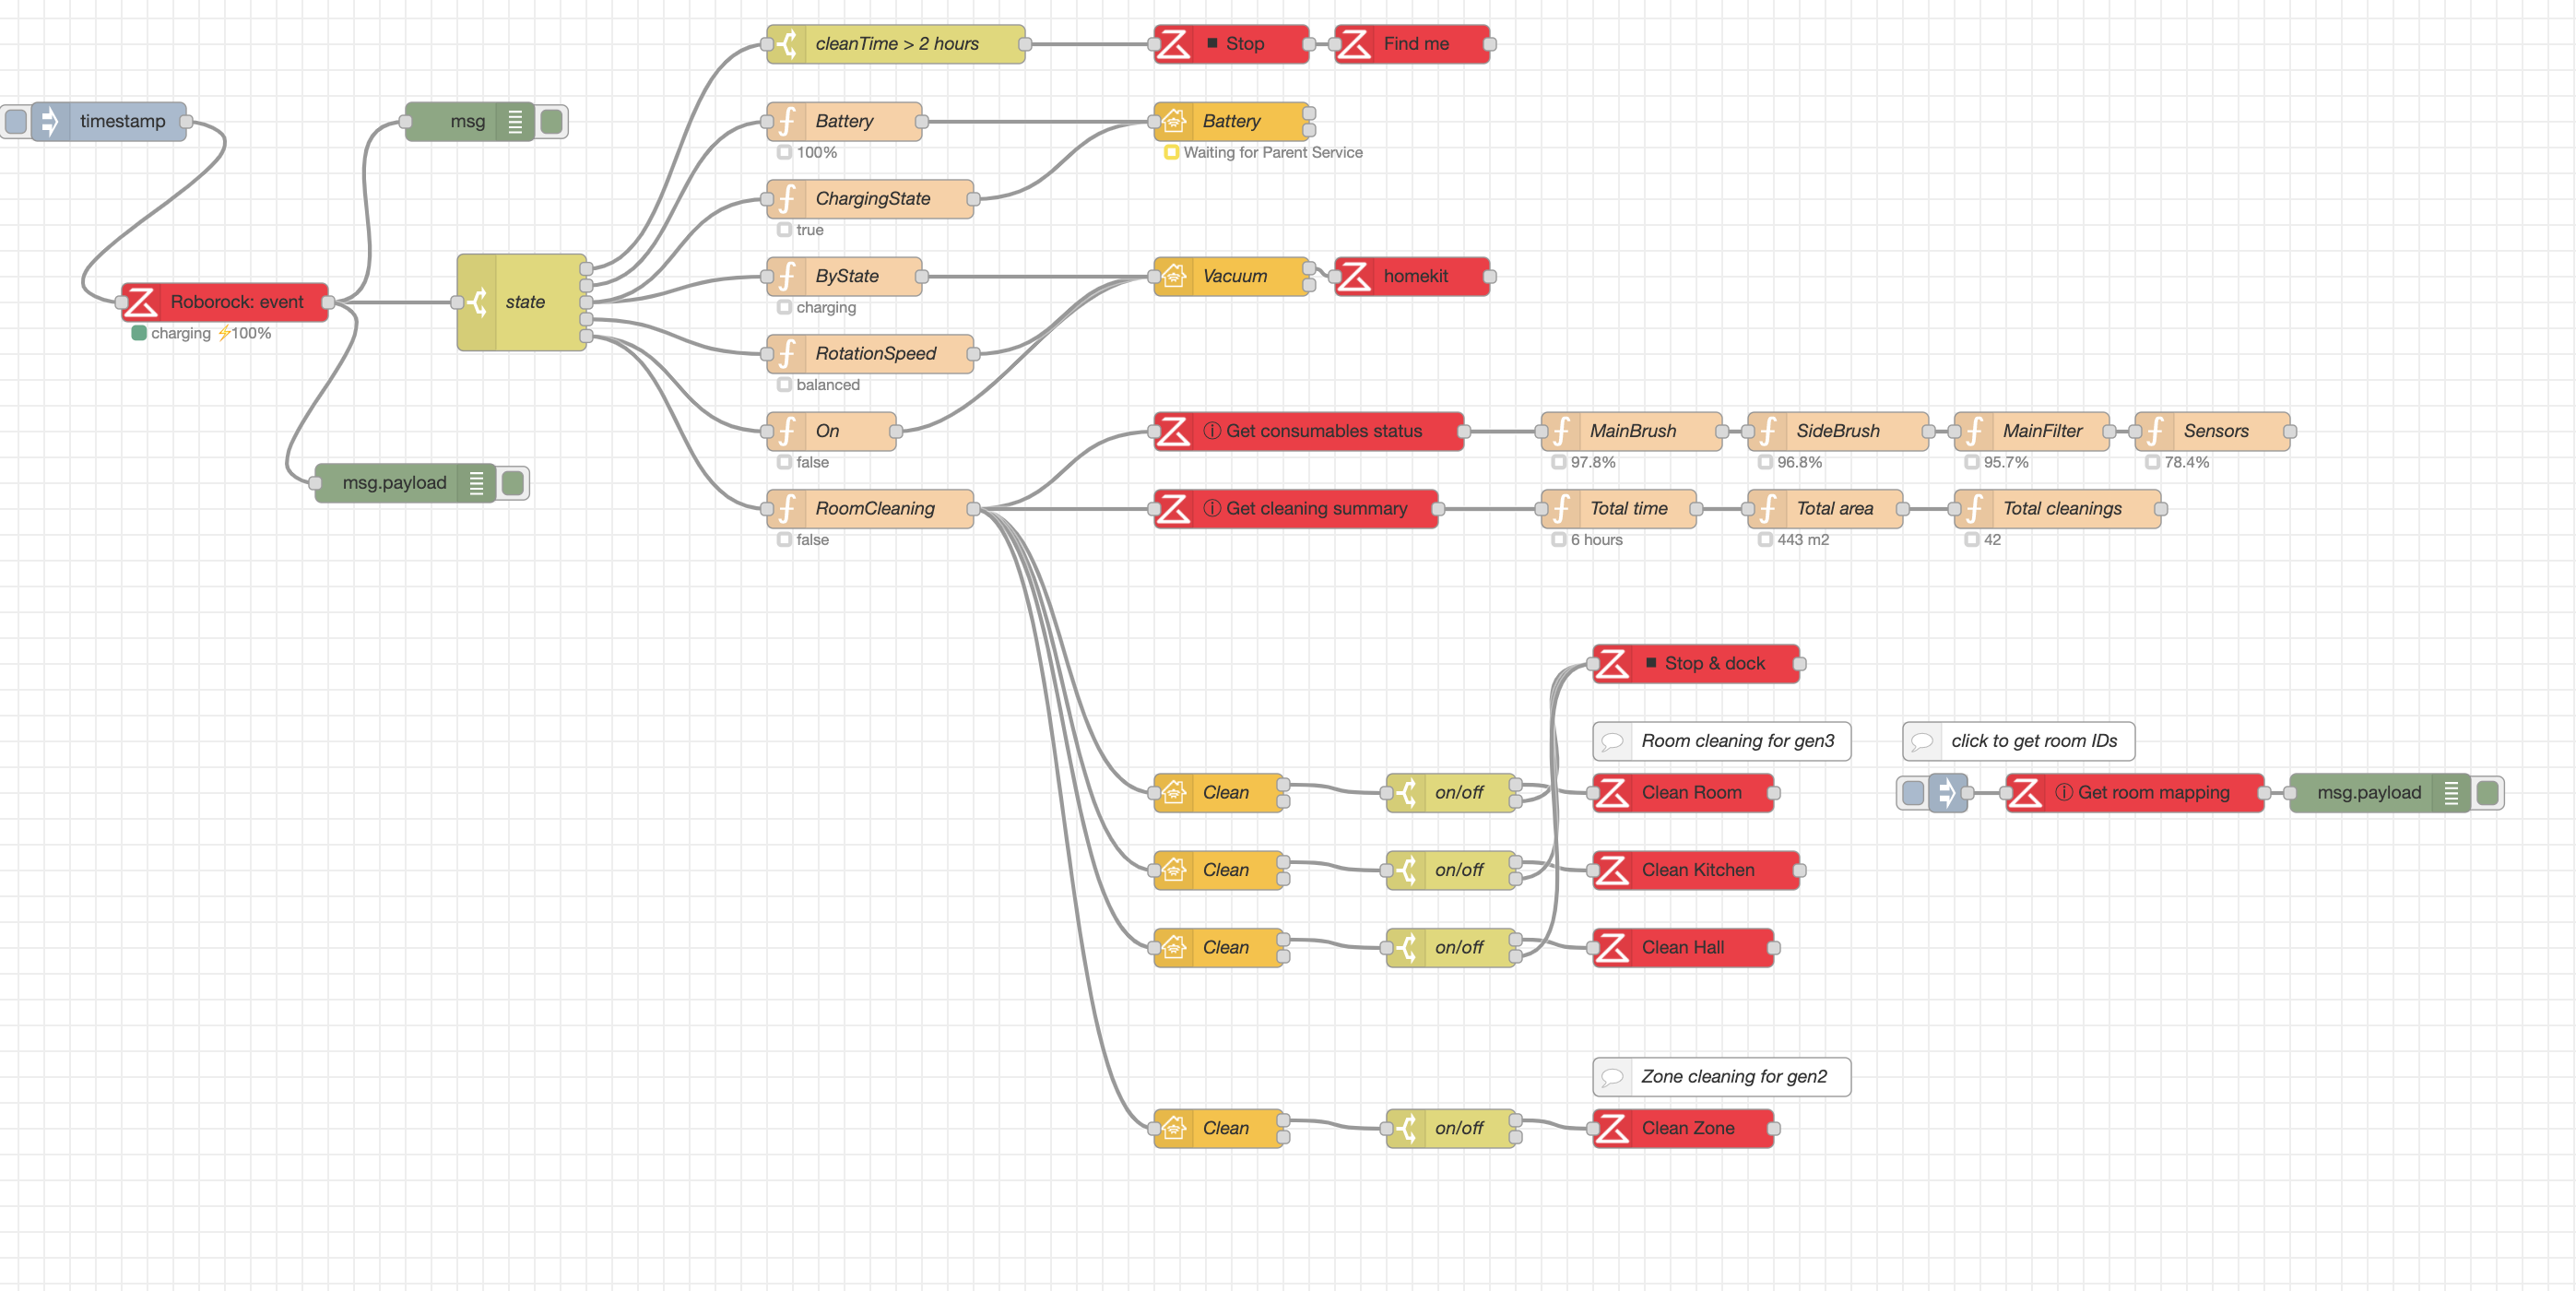 cleanTime > 2 hours
■ Stop
Find me
timestamp
msg
Battery
Battery
100%
Waiting for Parent Service
ChargingState
true
ByState
Vacuum
homekit
charging
Roborock: event
state
charging ⚡100%
RotationSpeed
balanced
On
ⓘ Get consumables status
MainBrush
SideBrush
MainFilter
Sensors
false
97.8%
96.8%
95.7%
78.4%
msg.payload
RoomCleaning
ⓘ Get cleaning summary
Total time
Total area
Total cleanings
false
6 hours
443 m2
42
■ Stop & dock
Room cleaning for gen3
click to get room IDs
Clean
on/off
Clean Room
ⓘ Get room mapping
msg.payload
Clean
on/off
Clean Kitchen
Clean
on/off
Clean Hall
Zone cleaning for gen2
Clean
on/off
Clean Zone